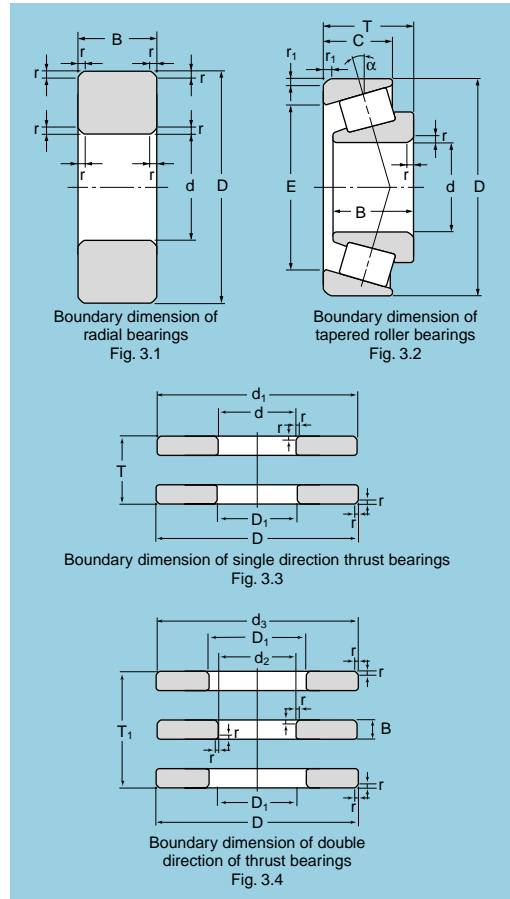 B
r r
r r
r r
r r
d
D
Boundary dimension of
radial bearings
Fig. 3.1
T
C
r₁ r₁
α
r
r
E
B
d
D
Boundary dimension of
tapered roller bearings
Fig. 3.2
d₁
d
r
r
T
D₁
r
r
D
Boundary dimension of single direction thrust bearings
Fig. 3.3
d₃
D₁
d₂
r
r
r
T₁
B
r
r
r
D₁
r
D
Boundary dimension of double
direction of thrust bearings
Fig. 3.4